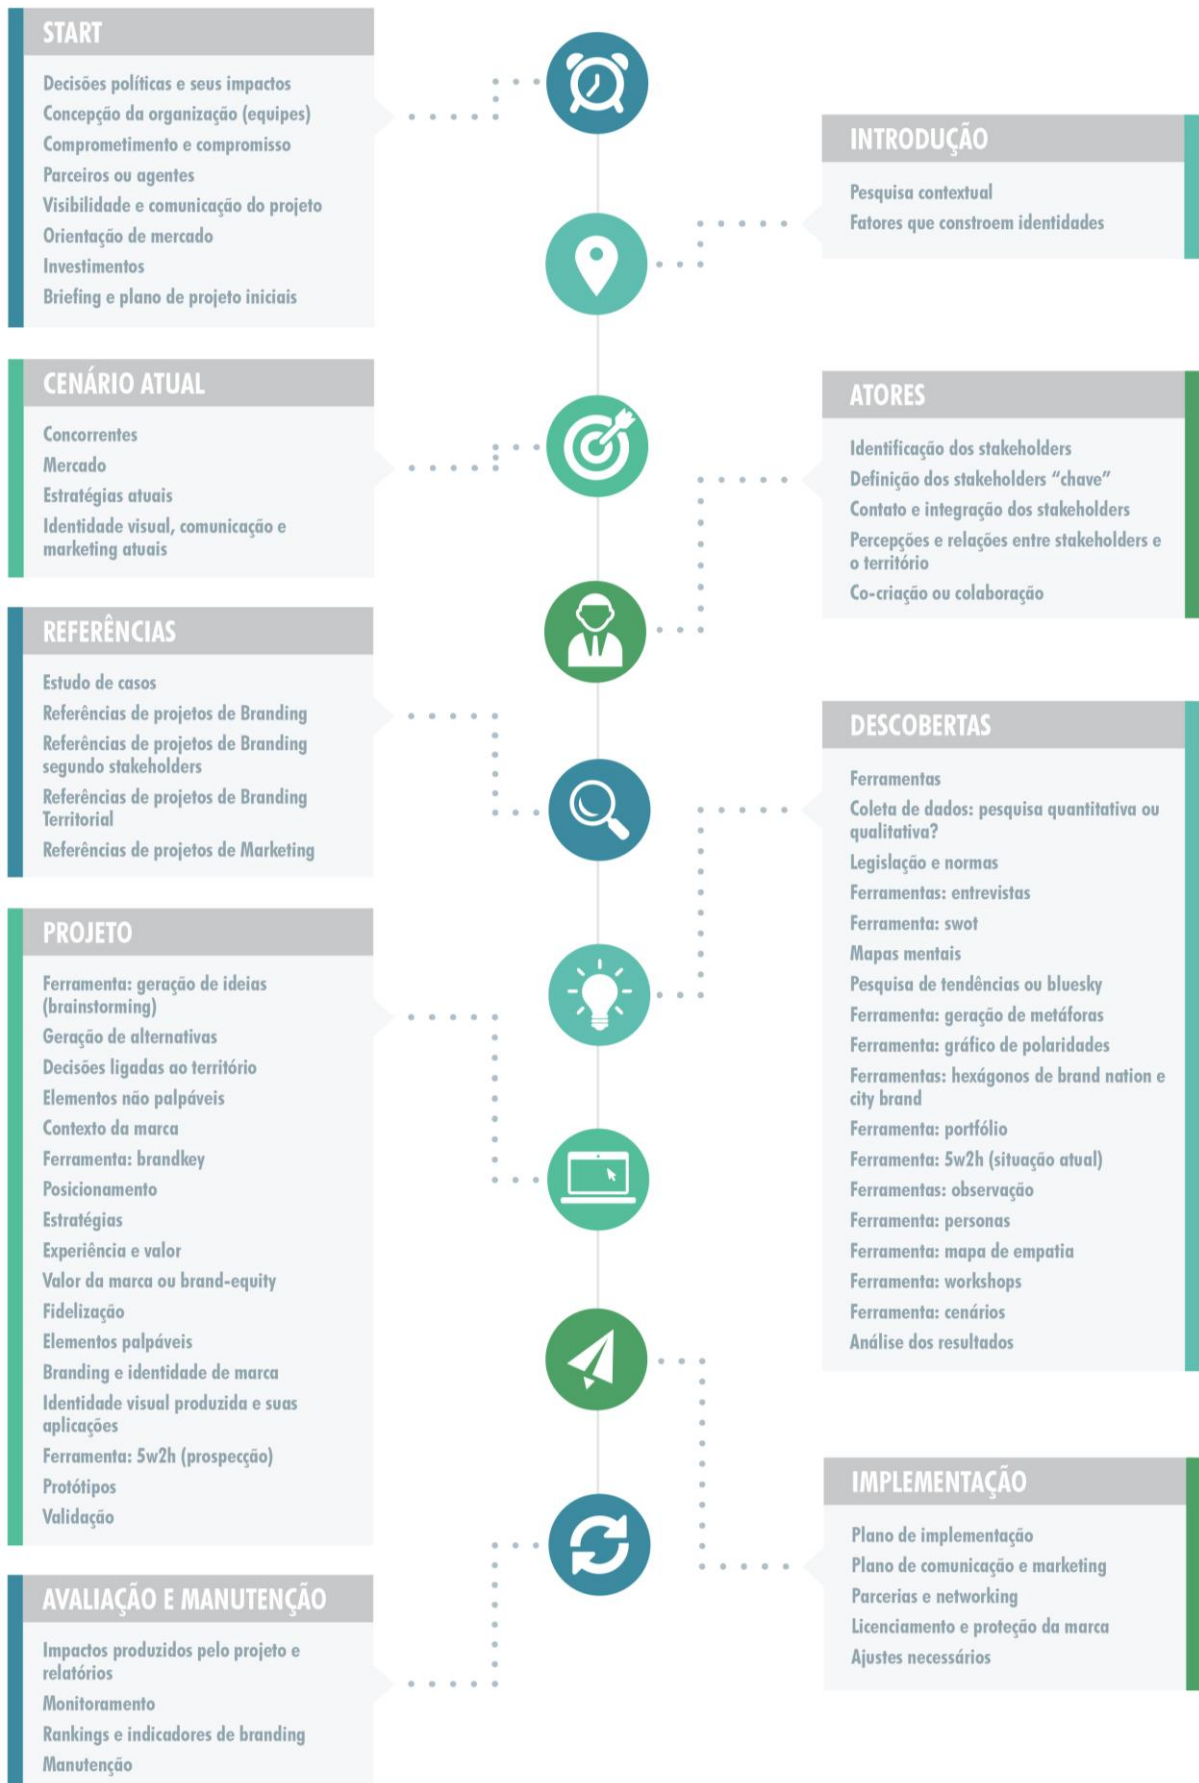 START
Decisões políticas e seus impactos
Concepção da organização (equipes)
Comprometimento e compromisso
Parceiros ou agentes
Visibilidade e comunicação do projeto
Orientação de mercado
Investimentos
Briefing e plano de projeto iniciais
INTRODUÇÃO
Pesquisa contextual
Fatores que constroem identidades
CENÁRIO ATUAL
Concorrentes
Mercado
Estratégias atuais
Identidade visual, comunicação e
marketing atuais
ATORES
Identificação dos stakeholders
Definição dos stakeholders “chave”
Contato e integração dos stakeholders
Percepções e relações entre stakeholders e
o território
Co-criação ou colaboração
REFERÊNCIAS
Estudo de casos
Referências de projetos de Branding
Referências de projetos de Branding
segundo stakeholders
Referências de projetos de Branding
Territorial
Referências de projetos de Marketing
DESCOBERTAS
Ferramentas
Coleta de dados: pesquisa quantitativa ou
qualitativa?
Legislação e normas
Ferramentas: entrevistas
Ferramenta: swot
Mapas mentais
Pesquisa de tendências ou bluesky
Ferramenta: geração de metáforas
Ferramenta: gráfico de polaridades
Ferramentas: hexágonos de brand nation e
city brand
Ferramenta: portfólio
Ferramenta: 5w2h (situação atual)
Ferramentas: observação
Ferramenta: personas
Ferramenta: mapa de empatia
Ferramenta: workshops
Ferramenta: cenários
Análise dos resultados
PROJETO
Ferramenta: geração de ideias
(brainstorming)
Geração de alternativas
Decisões ligadas ao território
Elementos não palpáveis
Contexto da marca
Ferramenta: brandkey
Posicionamento
Estratégias
Experiência e valor
Valor da marca ou brand-equity
Fidelização
Elementos palpáveis
Branding e identidade de marca
Identidade visual produzida e suas
aplicações
Ferramenta: 5w2h (prospecção)
Protótipos
Validação
IMPLEMENTAÇÃO
Plano de implementação
Plano de comunicação e marketing
Parcerias e networking
Licenciamento e proteção da marca
Ajustes necessários
AVALIAÇÃO E MANUTENÇÃO
Impactos produzidos pelo projeto e
relatórios
Monitoramento
Rankings e indicadores de branding
Manutenção